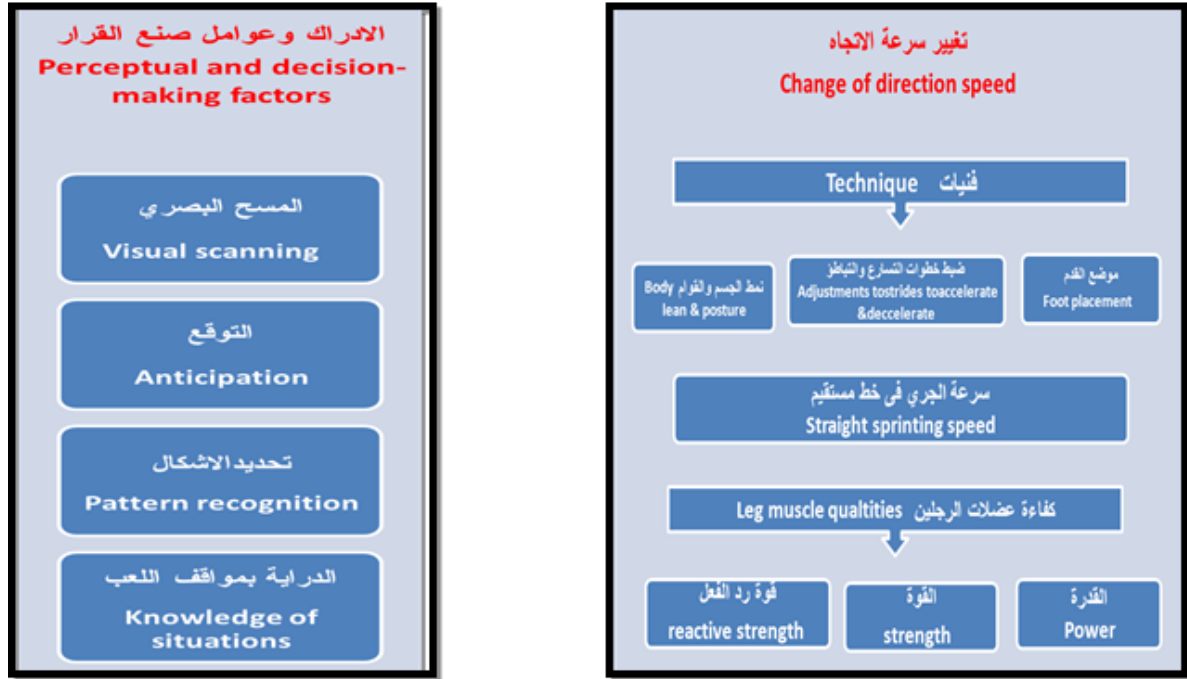 الادراك وعوامل صنع القرار
Perceptual and decision-
making factors
المسح البصري
Visual scanning
التوقع
Anticipation
تحديدالاشكال
Pattern recognition
الدراية بمواقف اللعب
Knowledge of
situations
تغيير سرعة الاتجاه
Change of direction speed
فنيات Technique
نمط الجسم والقوام Body
lean & posture
ضبط خطوات التسارع والتباطؤ
Adjustments tostrides toaccelerate
&deccelerate
موضع القدم
Foot placement
سرعة الجري فى خط مستقيم
Straight sprinting speed
كفاءة عضلات الرجلين Leg muscle qualtities
قوة رد الفعل
reactive strength
القوة
strength
القدرة
Power